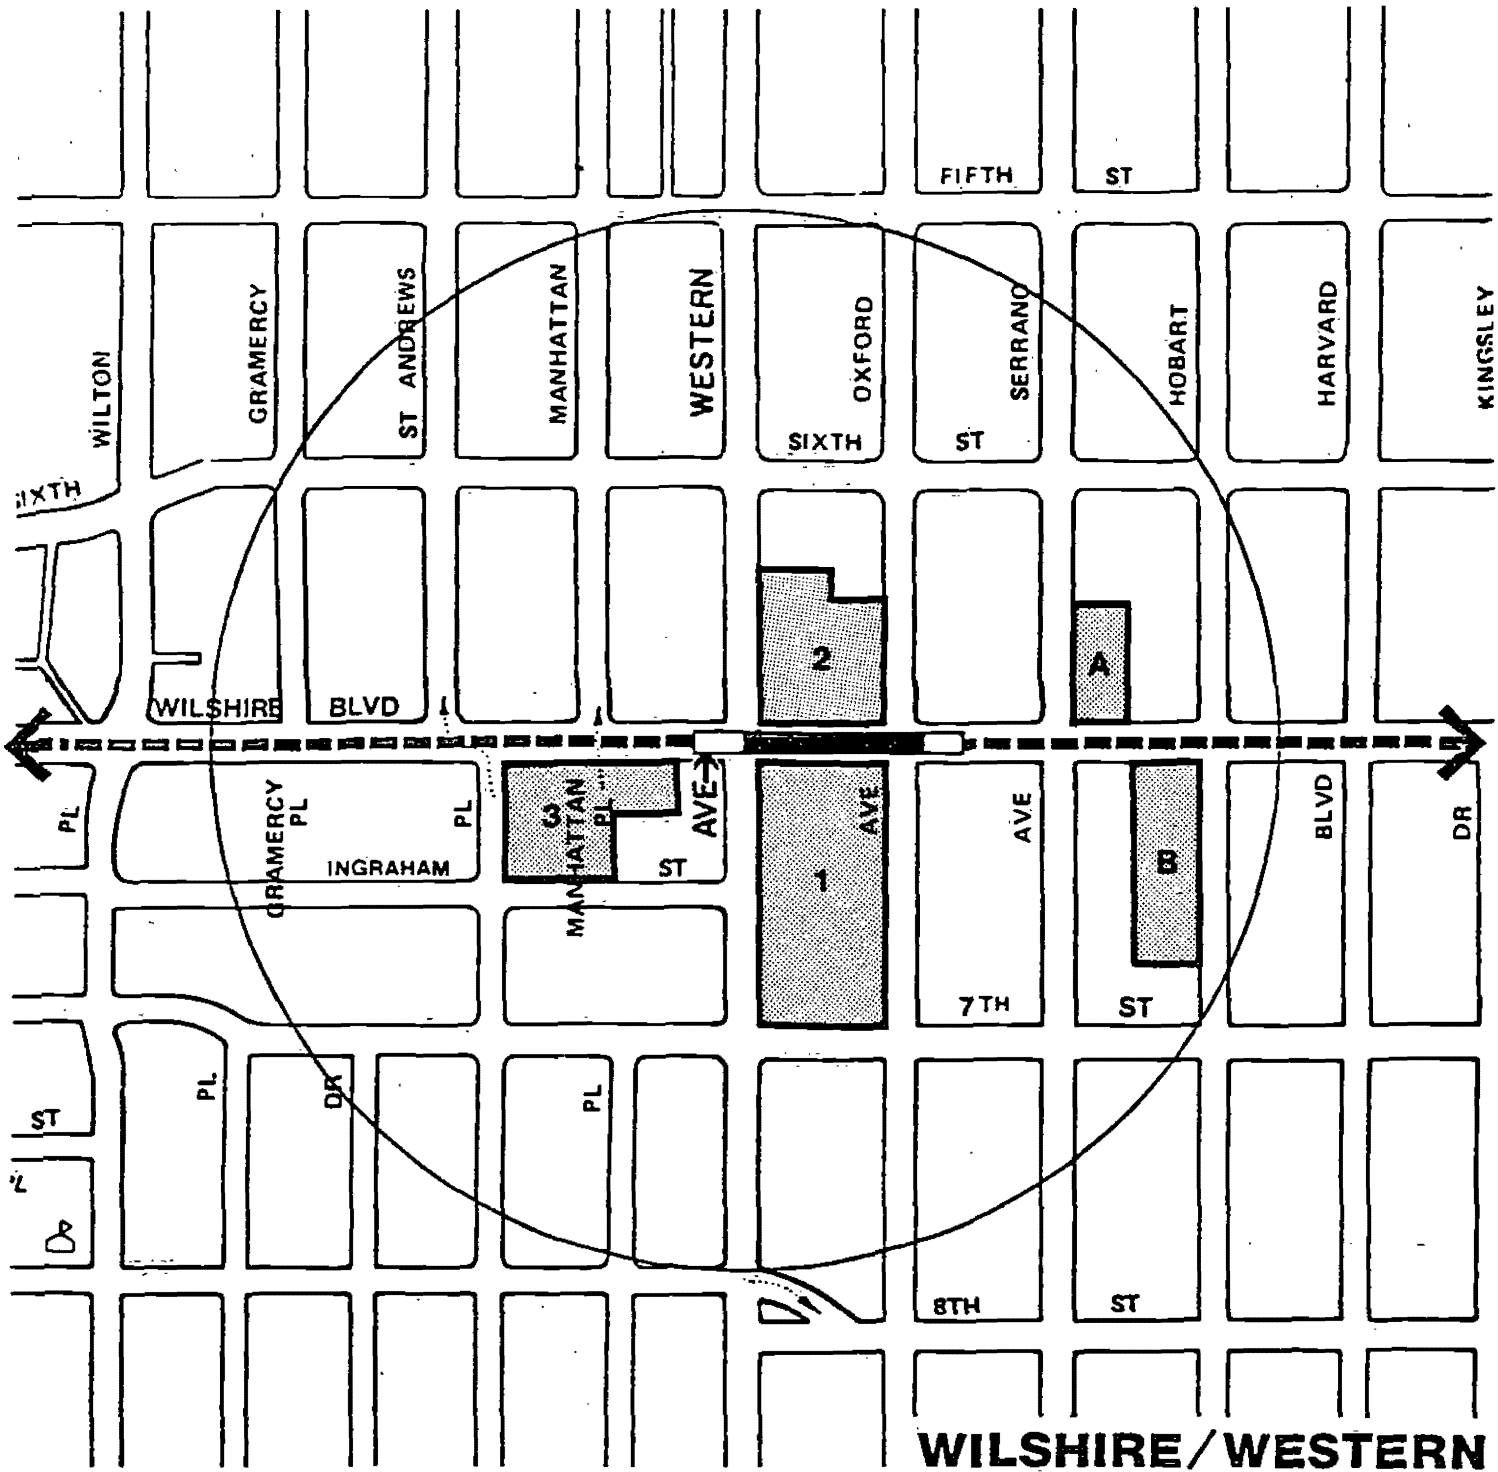 FIFTH ST
WILTON
GRAMERCY
ST ANDREWS
MANHATTAN
WESTERN
OXFORD
SERRANO
HOBART
HARVARD
KINGSLEY
SIXTH ST
IXTH
2
A
WILSHIRE BLVD
PL
GRAMERCY
PL
PL
3
MANHATTAN
PL
AVE
AVE
AVE
BLVD
DR
1
B
INGRAHAM ST
7TH ST
PL
DR
PL
ST
8TH ST
WILSHIRE/WESTERN